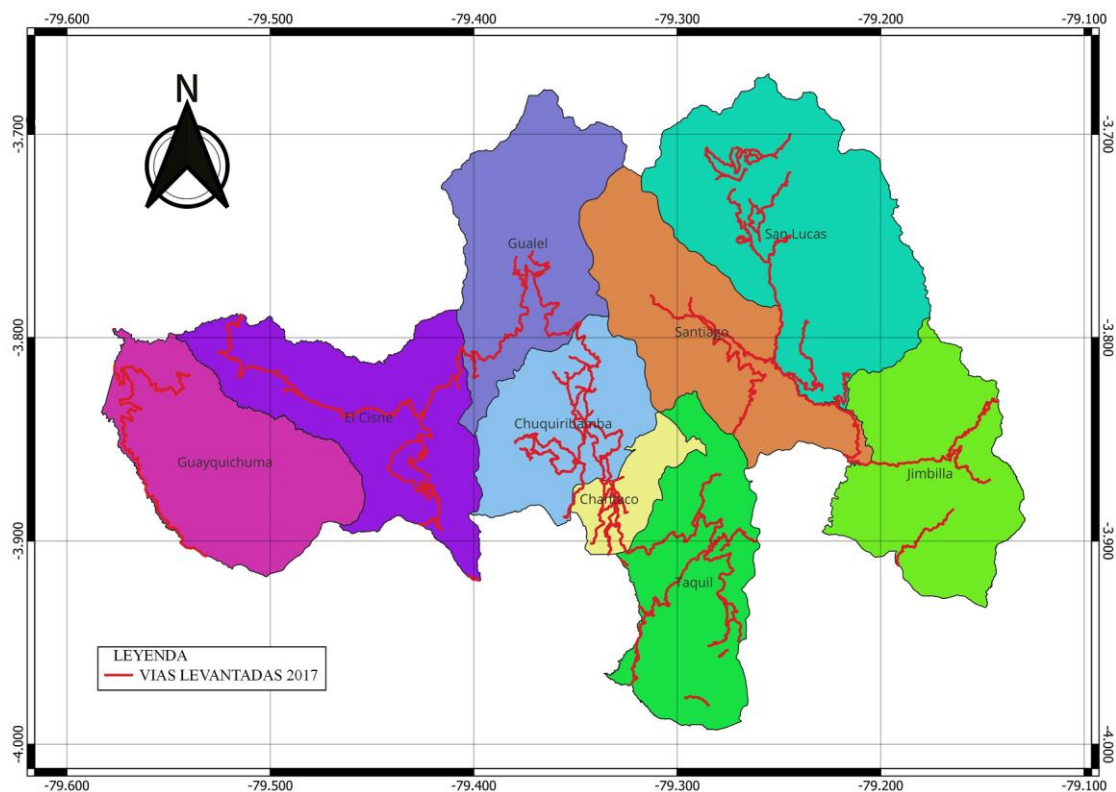 -79.600 -79.500 -79.400 -79.300 -79.200 -79.100
N
-3.700 -3.700
San Lucas
Gualel
Santiago
-3.800 -3.800
El Cisne
Chuquiribamba
Guayquichuma
Jimbilla
Chantaco
-3.900 -3.900
Taquil
LEYENDA
VIAS LEVANTADAS 2017
-4.000 -4.000
-79.600 -79.500 -79.400 -79.300 -79.200 -79.100